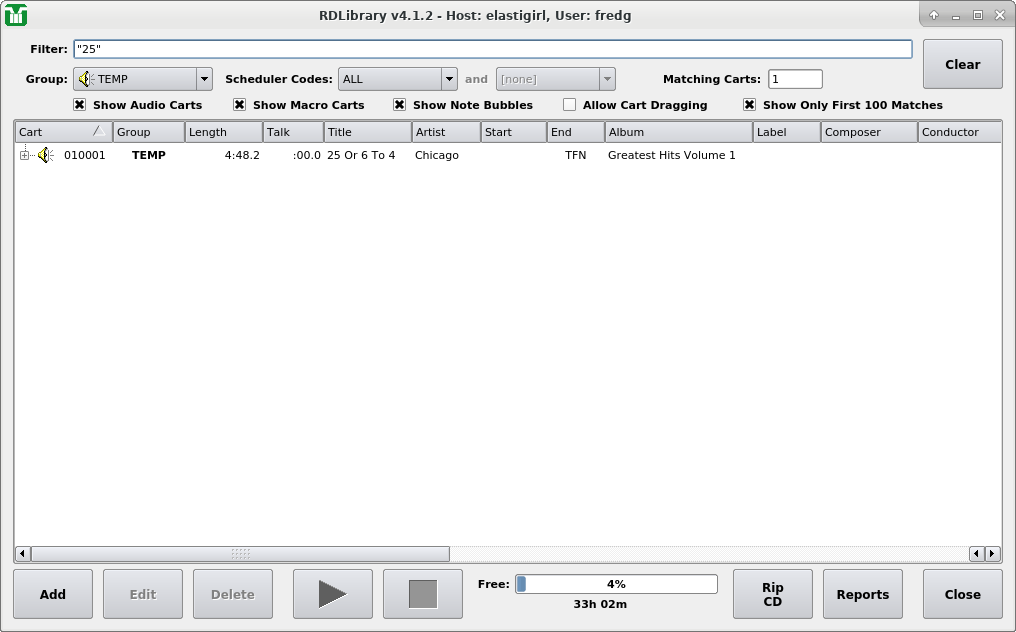 RDLibrary v4.1.2 - Host: elastigirl, User: fredg
Filter: "25"
Clear
Group: TEMP Scheduler Codes: ALL and [none] Matching Carts: 1
Show Audio Carts Show Macro Carts Show Note Bubbles Allow Cart Dragging Show Only First 100 Matches
Cart Group Length Talk Title Artist Start End Album Label Composer Conductor
010001 TEMP 4:48.2 :00.0 25 Or 6 To 4 Chicago TFN Greatest Hits Volume 1
Add Edit Delete Free: 4% Rip CD Reports Close
33h 02m